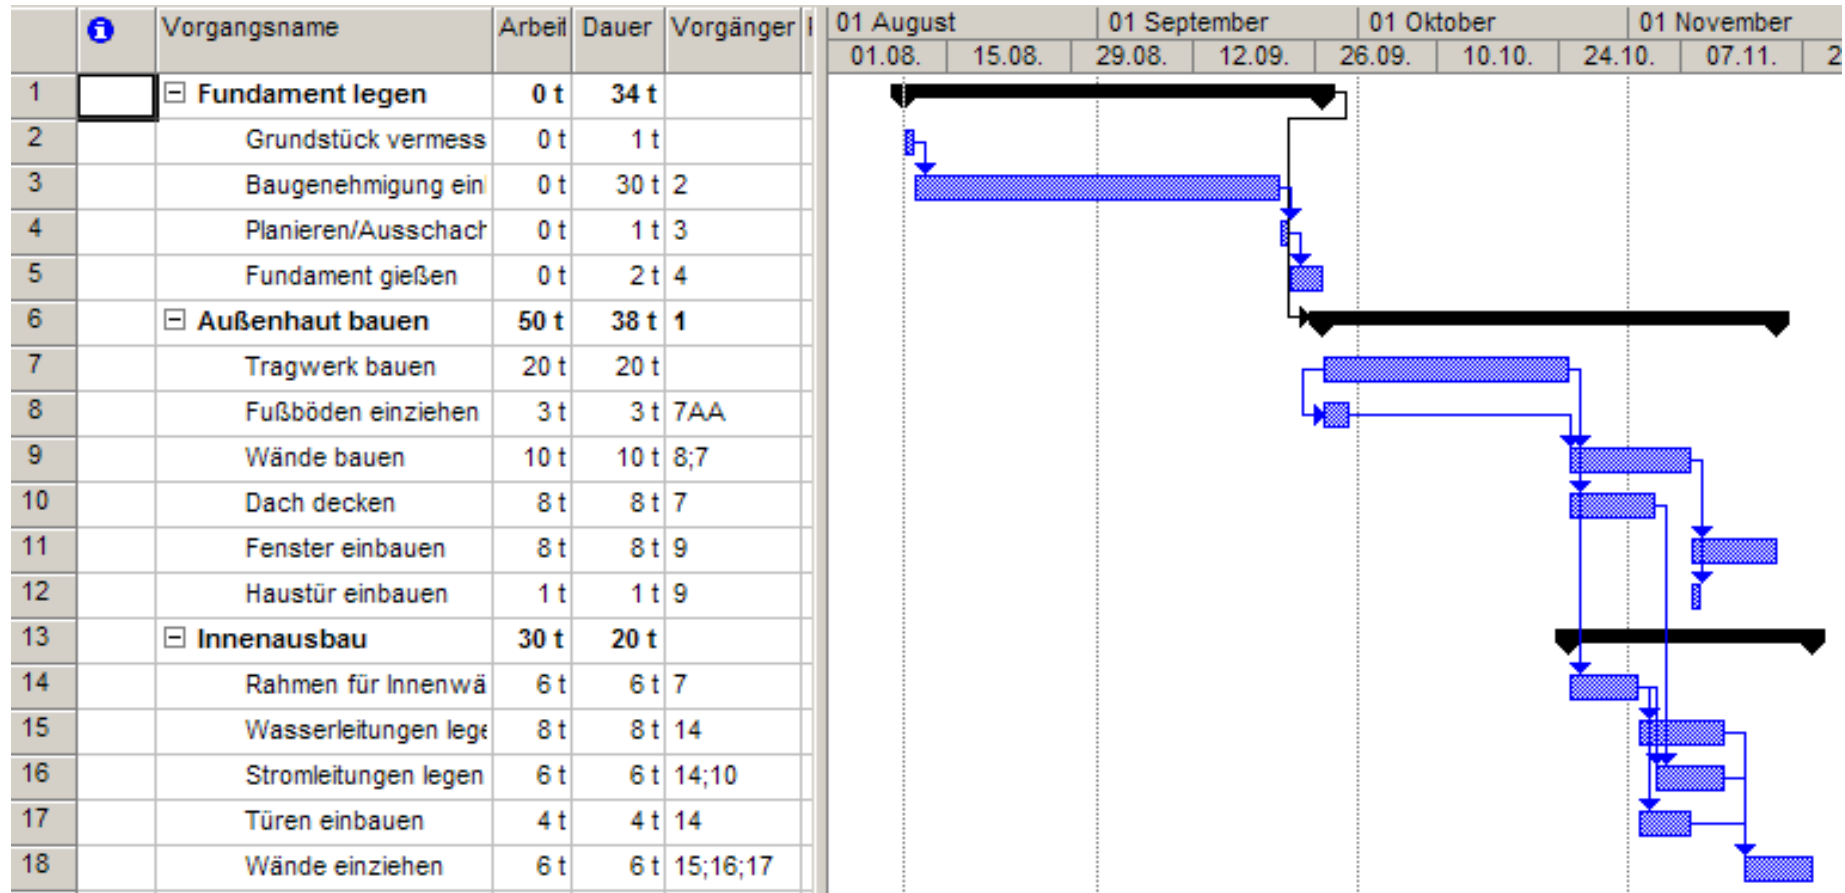 Vorgangsname Arbeit Dauer Vorgänger 01 August 01 September 01 Oktober 01 November
01.08. 15.08. 29.08. 12.09. 26.09. 10.10. 24.10. 07.11. 2
1 Fundament legen 0 t 34 t
2 Grundstück vermess 0 t 1 t
3 Baugenehmigung ein 0 t 30 t 2
4 Planieren/Ausschach 0 t 1 t 3
5 Fundament gießen 0 t 2 t 4
6 Außenhaut bauen 50 t 38 t 1
7 Tragwerk bauen 20 t 20 t
8 Fußböden einziehen 3 t 3 t 7AA
9 Wände bauen 10 t 10 t 8;7
10 Dach decken 8 t 8 t 7
11 Fenster einbauen 8 t 8 t 9
12 Haustür einbauen 1 t 1 t 9
13 Innenausbau 30 t 20 t
14 Rahmen für Innenwä 6 t 6 t 7
15 Wasserleitungen lege 8 t 8 t 14
16 Stromleitungen legen 6 t 6 t 14;10
17 Türen einbauen 4 t 4 t 14
18 Wände einziehen 6 t 6 t 15;16;17